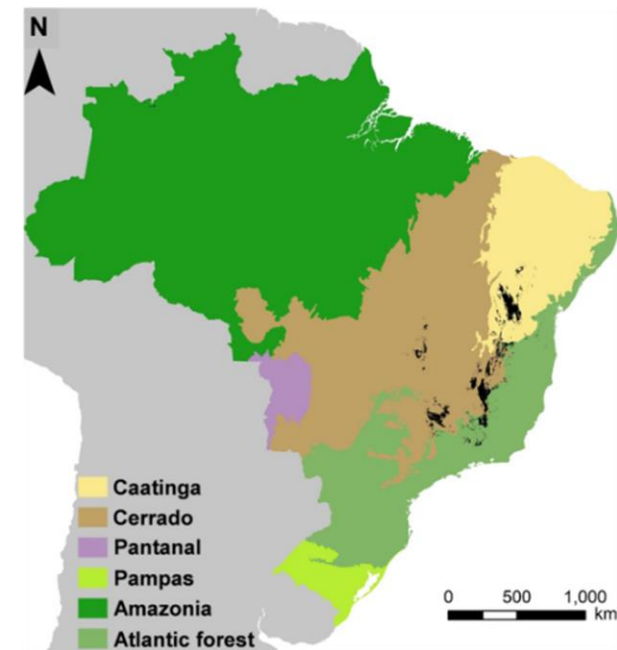 N
Caatinga
Cerrado
Pantanal
Pampas
Amazonia
Atlantic forest
0 500 1,000
km